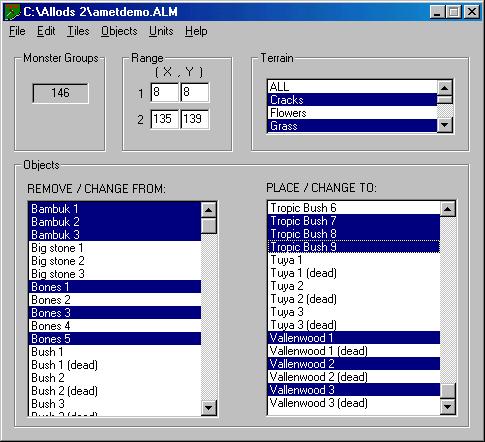 C:\Allods 2\ametdemo.ALM
File Edit Tiles Objects Units Help
Monster Groups
146
Range
( X , Y )
1 8 8
2 135 139
Terrain
ALL
Cracks
Flowers
Grass
Objects
REMOVE / CHANGE FROM:
Bambuk 1
Bambuk 2
Bambuk 3
Big stone 1
Big stone 2
Big stone 3
Bones 1
Bones 2
Bones 3
Bones 4
Bones 5
Bush 1
Bush 1 (dead)
Bush 2
Bush 2 (dead)
Bush 3
Bush 3 (dead)
PLACE / CHANGE TO:
Tropic Bush 6
Tropic Bush 7
Tropic Bush 8
Tropic Bush 9
Tuya 1
Tuya 1 (dead)
Tuya 2
Tuya 2 (dead)
Tuya 3
Tuya 3 (dead)
Vallenwood 1
Vallenwood 1 (dead)
Vallenwood 2
Vallenwood 2 (dead)
Vallenwood 3
Vallenwood 3 (dead)